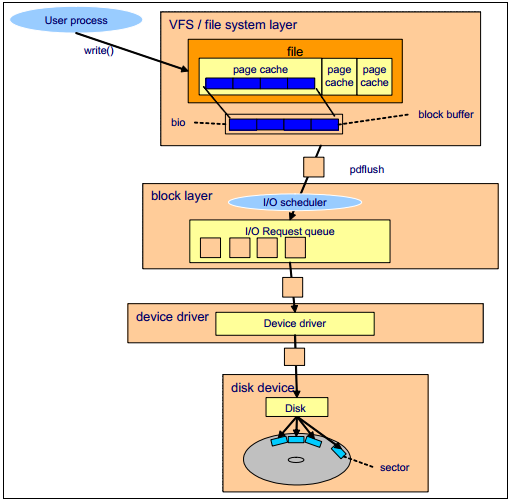 User process
VFS / file system layer
write()
file
page cache
page
cache
page
cache
bio
block buffer
pdflush
block layer
I/O scheduler
I/O Request queue
device driver
Device driver
disk device
Disk
sector